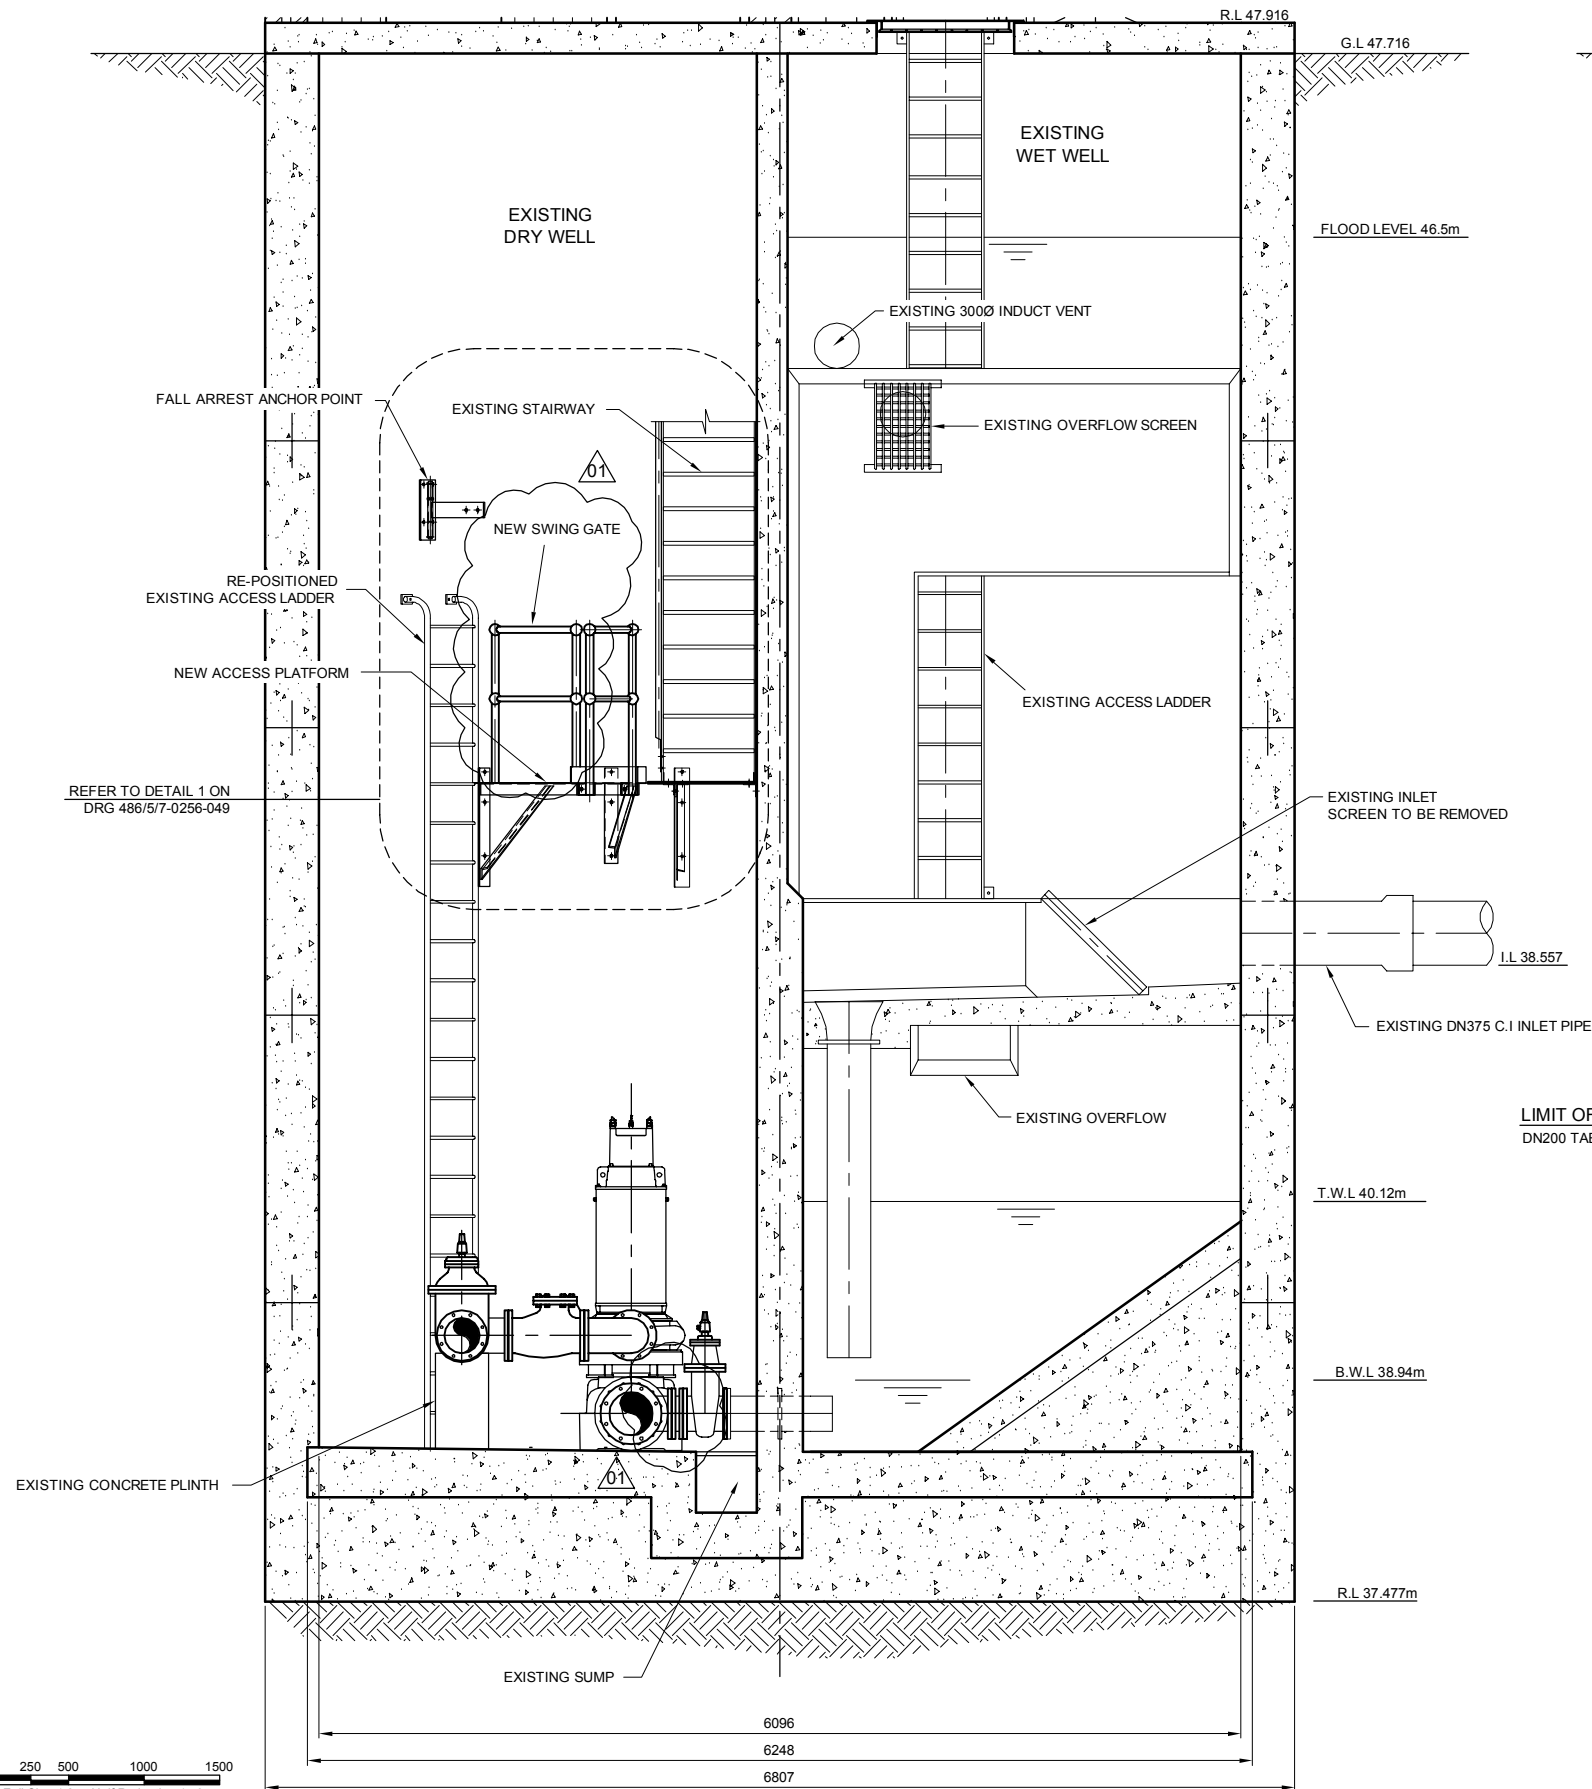 R.L 47.916
G.L 47.716
EXISTING
WET WELL
EXISTING
DRY WELL
FLOOD LEVEL 46.5m
EXISTING 300Ø INDUCT VENT
FALL ARREST ANCHOR POINT
EXISTING STAIRWAY
EXISTING OVERFLOW SCREEN
01
NEW SWING GATE
RE-POSITIONED
EXISTING ACCESS LADDER
NEW ACCESS PLATFORM
EXISTING ACCESS LADDER
REFER TO DETAIL 1 ON
DRG 486/5/7-0256-049
EXISTING INLET
SCREEN TO BE REMOVED
I.L 38.557
EXISTING DN375 C.I INLET PIPE
EXISTING OVERFLOW
LIMIT OF
DN200 TAB
T.W.L 40.12m
B.W.L 38.94m
EXISTING CONCRETE PLINTH
01
R.L 37.477m
EXISTING SUMP
6096
6248
6807
250 500 1000 1500